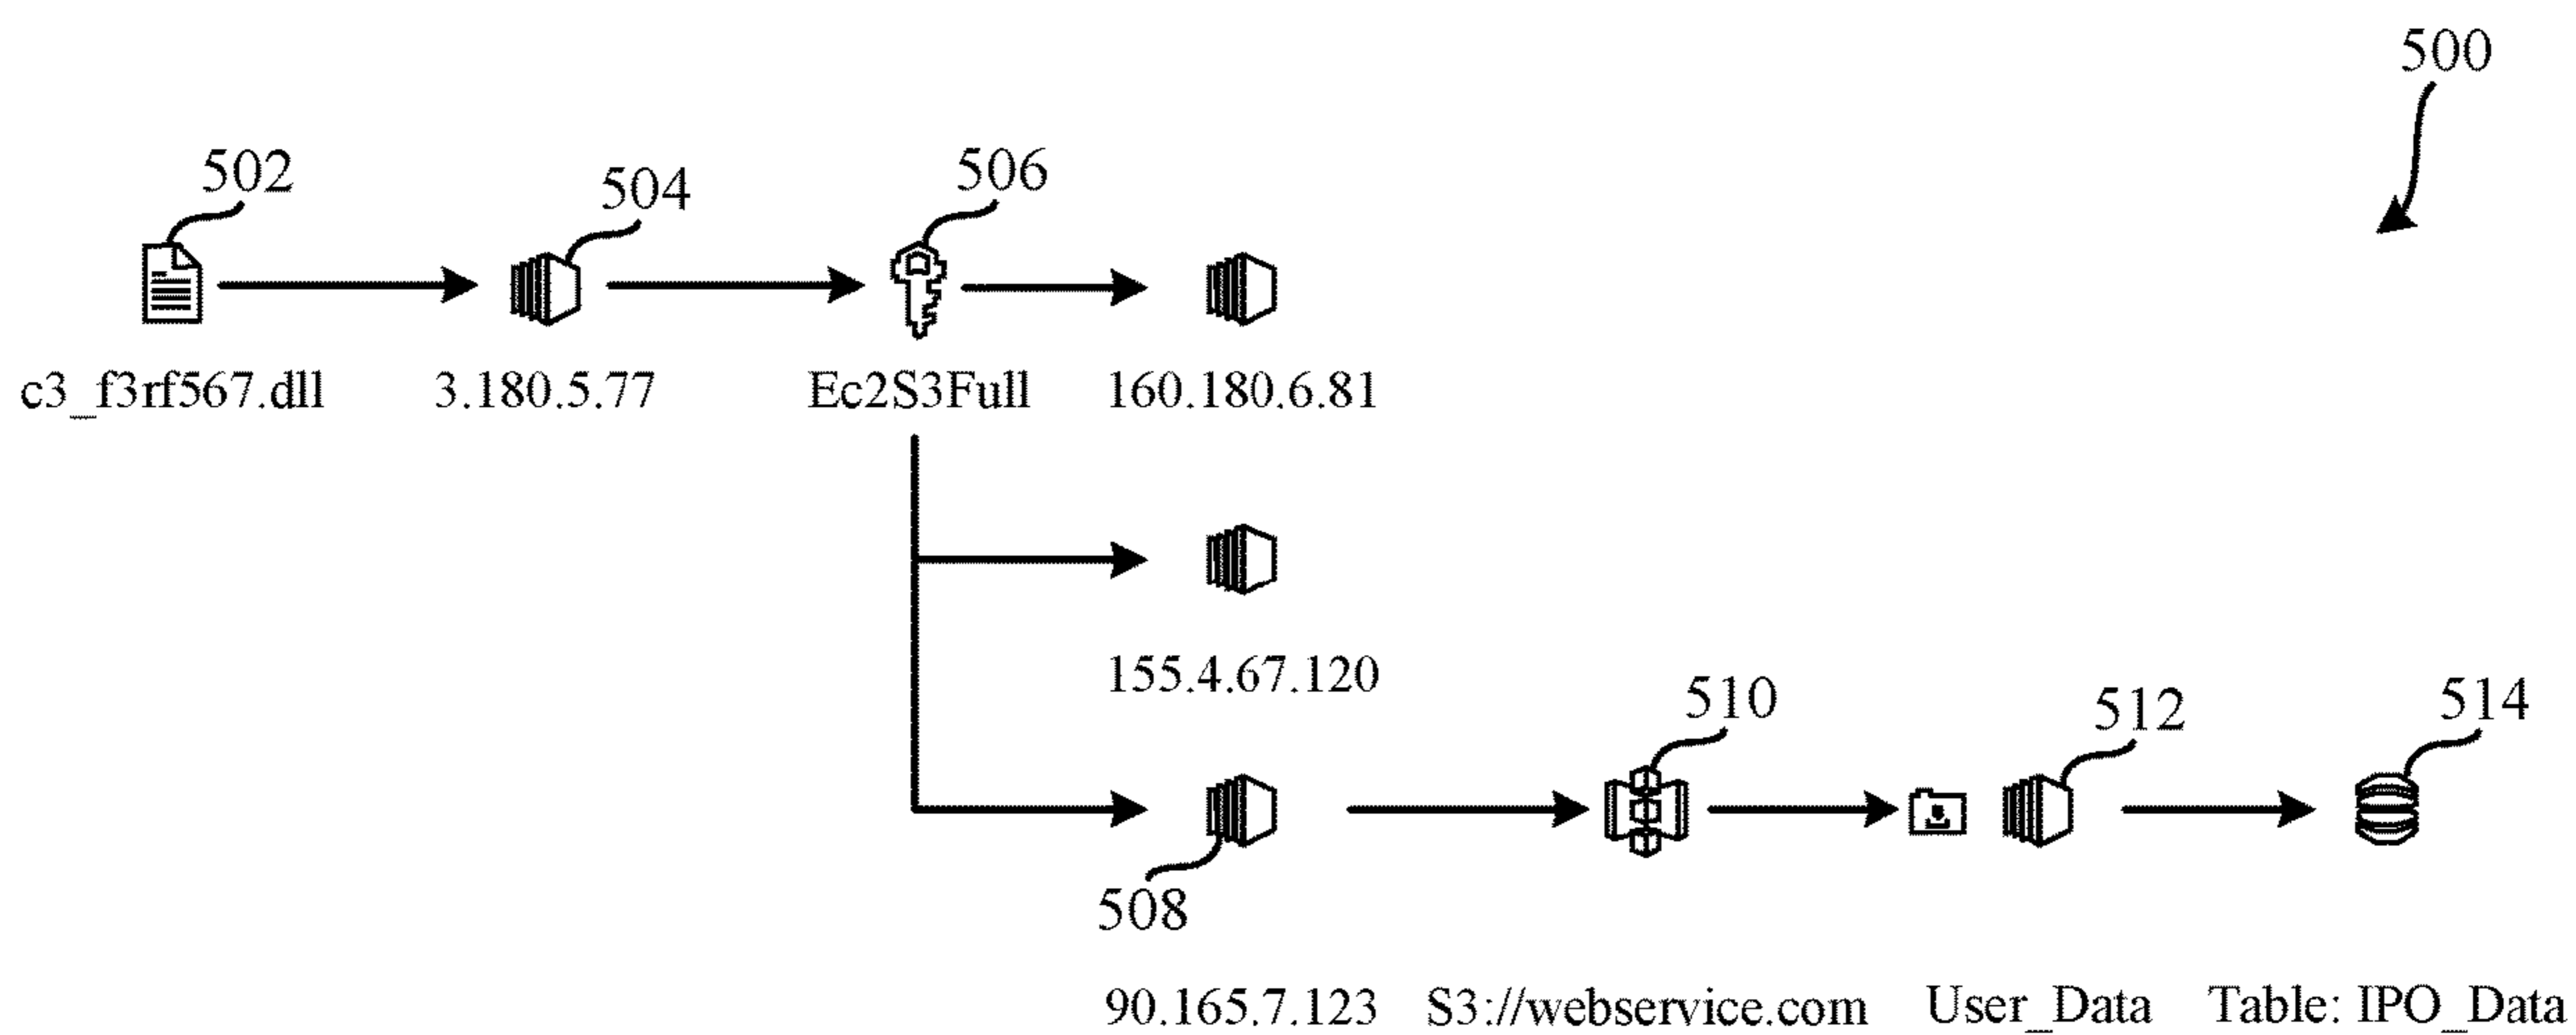 500
502
504
506
c3_f3rf567.dll
3.180.5.77
Ec2S3Full
160.180.6.81
155.4.67.120
510
512
514
508
90.165.7.123
S3://webservice.com
User_Data
Table: IPO_Data